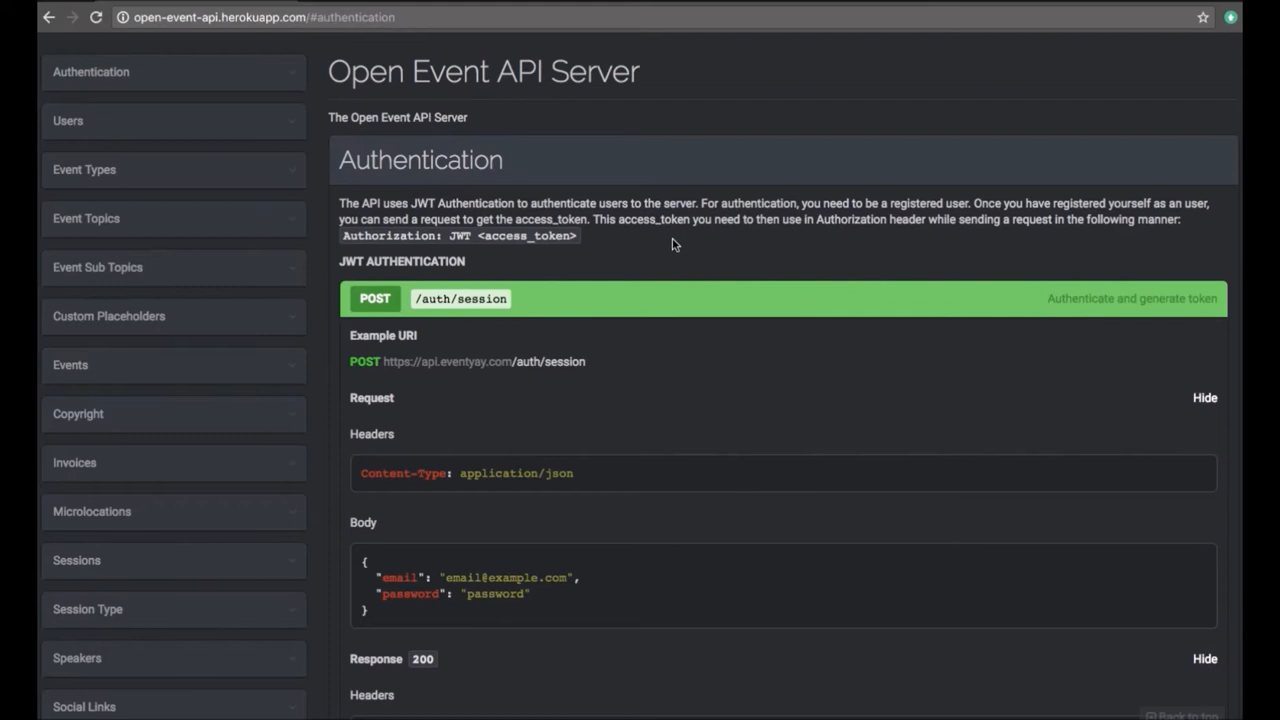 open-event-api.herokuapp.com/#authentication
Authentication
Users
Event Types
Event Topics
Event Sub Topics
Custom Placeholders
Events
Copyright
Invoices
Microlocations
Sessions
Session Type
Speakers
Social Links
Open Event API Server
The Open Event API Server
Authentication
The API uses JWT Authentication to authenticate users to the server. For authentication, you need to be a registered user. Once you have registered yourself as an user,
you can send a request to get the access_token. This access_token you need to then use in Authorization header while sending a request in the following manner:
Authorization: JWT <access_token>
JWT AUTHENTICATION
POST /auth/session Authenticate and generate token
Example URI
POST https://api.eventyay.com/auth/session
Request Hide
Headers
Content-Type: application/json
Body
{
"email": "email@example.com",
"password": "password"
}
Response 200 Hide
Headers
Back to top